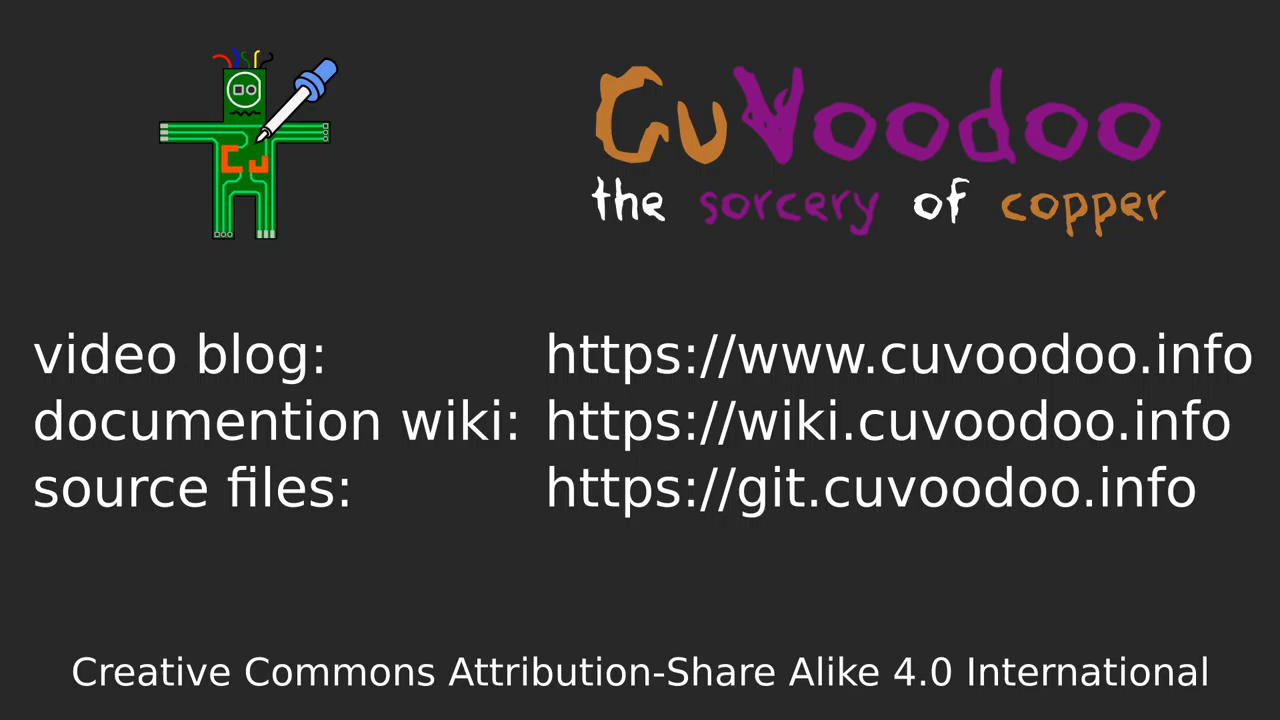 Cu
CuVoodoo
the sorcery of copper
video blog: https://www.cuvoodoo.info
documention wiki: https://wiki.cuvoodoo.info
source files: https://git.cuvoodoo.info
Creative Commons Attribution-Share Alike 4.0 International